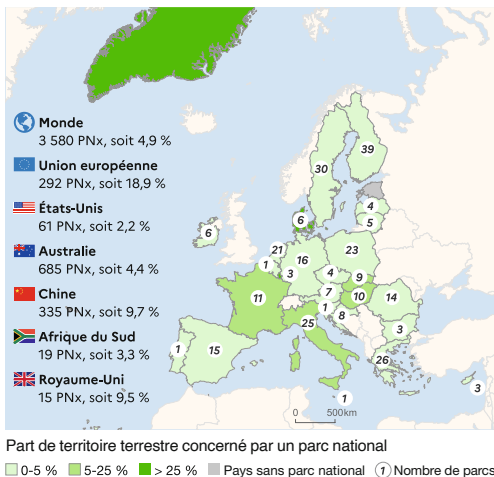 Monde
3 580 PNx, soit 4,9 %
Union européenne
292 PNx, soit 18,9 %
États-Unis
61 PNx, soit 2,2 %
Australie
685 PNx, soit 4,4 %
Chine
335 PNx, soit 9,7 %
Afrique du Sud
19 PNx, soit 3,3 %
Royaume-Uni
15 PNx, soit 9,5 %
39
30
4
6
5
6
21
23
16
1
3
4
9
7
10
14
11
1
8
25
3
15
1
26
3
1
0 500km
Part de territoire terrestre concerné par un parc national
0-5 % 5-25 % > 25 % Pays sans parc national 1 Nombre de parcs